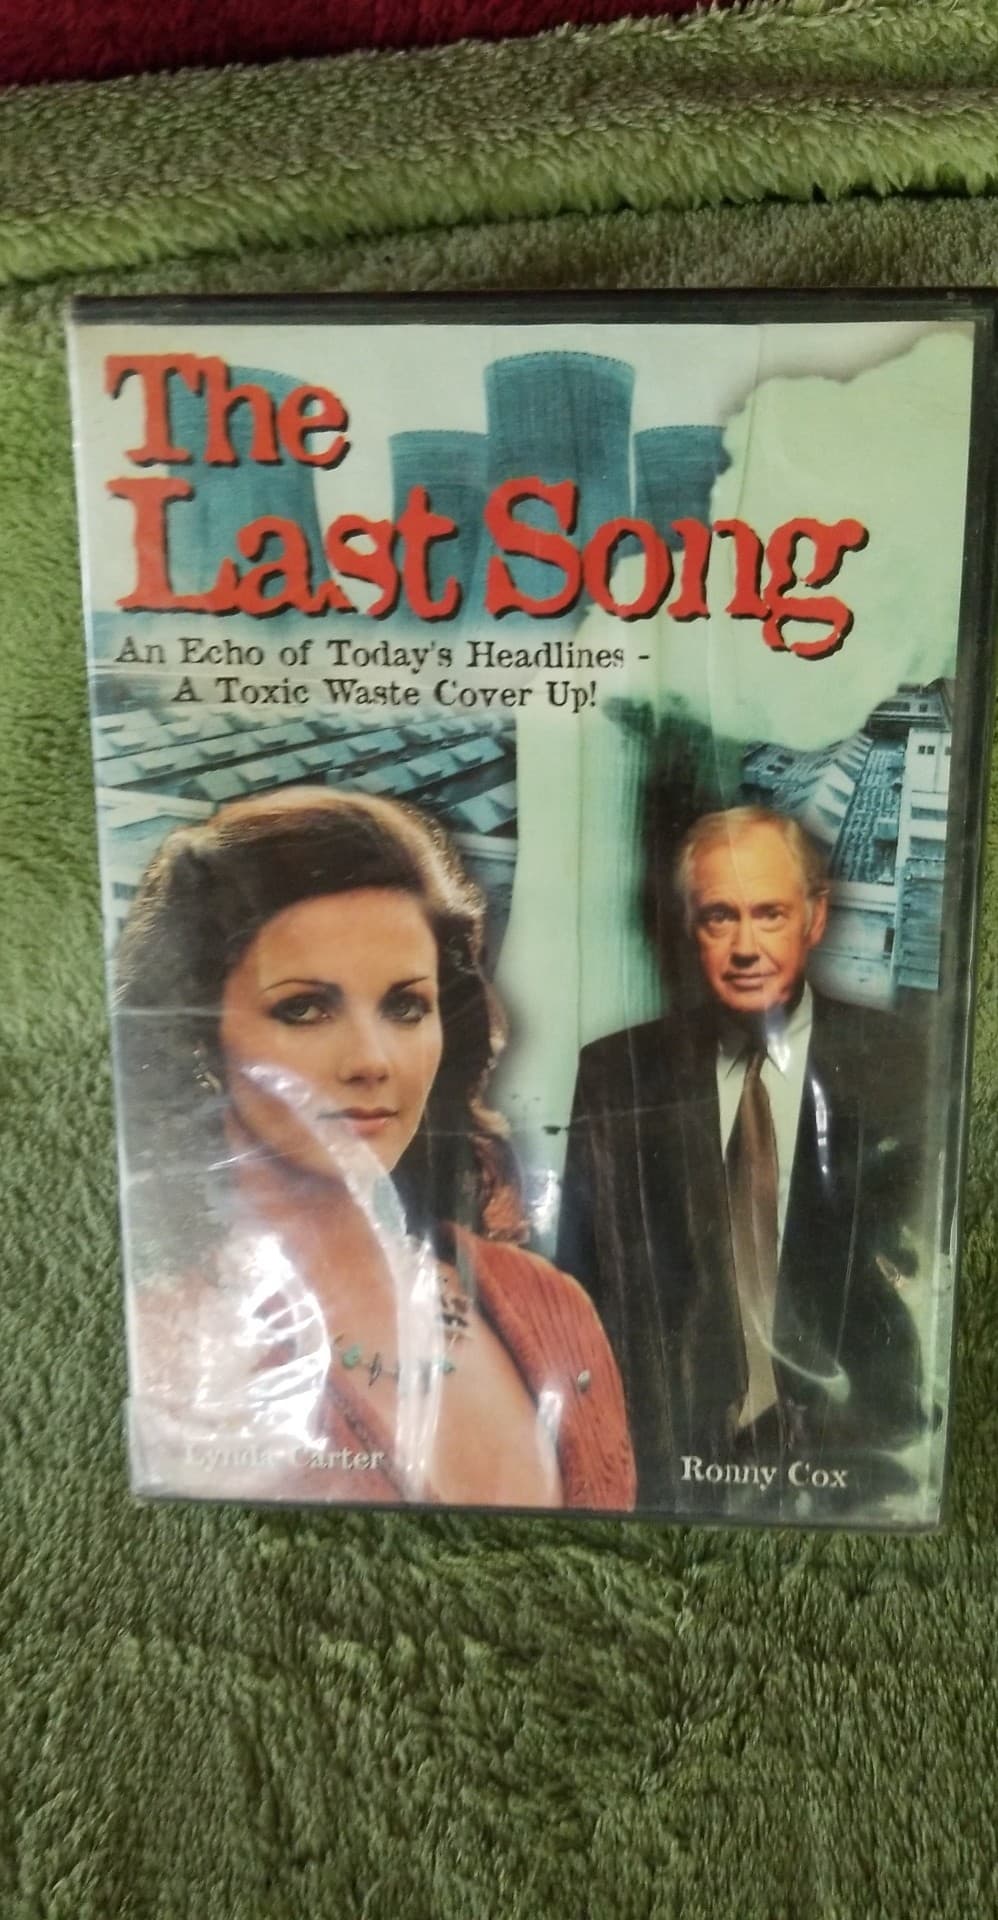 The
Last Song
An Echo of Today's Headlines -
A Toxic Waste Cover Up!
Lynda Carter
Ronny Cox